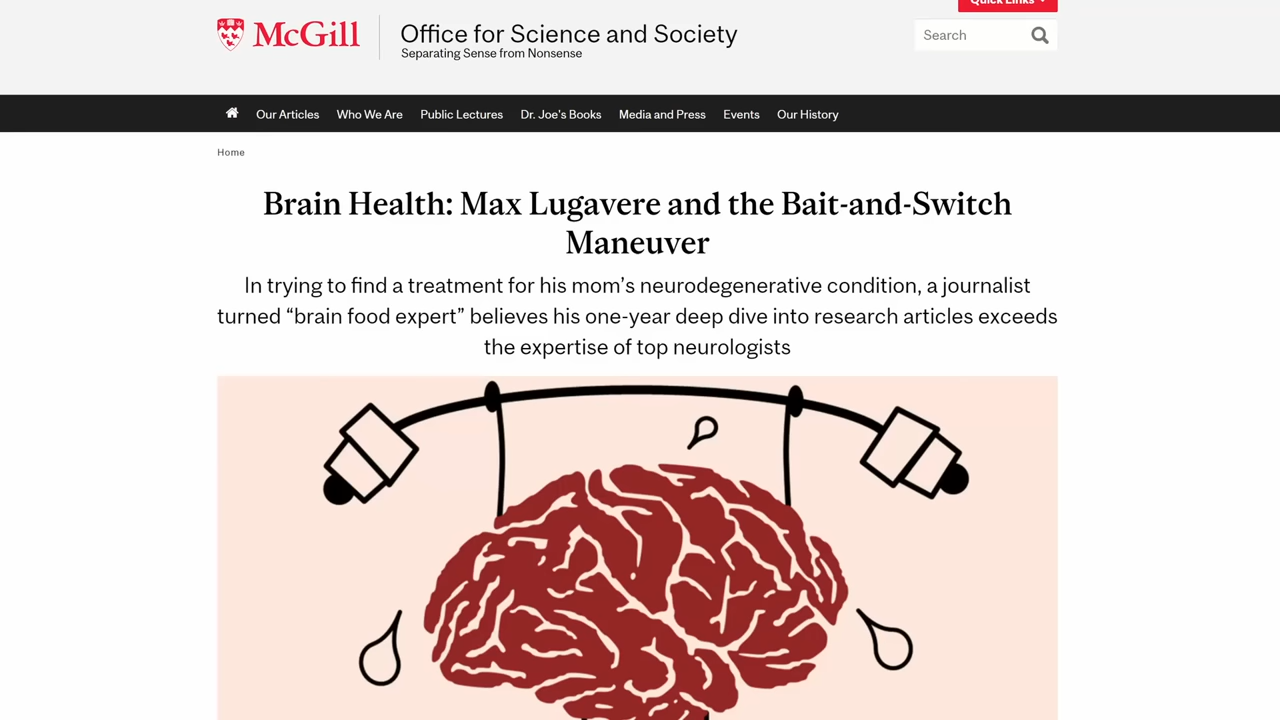 Quick Links
McGill
Office for Science and Society
Separating Sense from Nonsense
Search
Our Articles Who We Are Public Lectures Dr. Joe's Books Media and Press Events Our History
Home
Brain Health: Max Lugavere and the Bait-and-Switch
Maneuver
In trying to find a treatment for his mom’s neurodegenerative condition, a journalist
turned “brain food expert” believes his one-year deep dive into research articles exceeds
the expertise of top neurologists